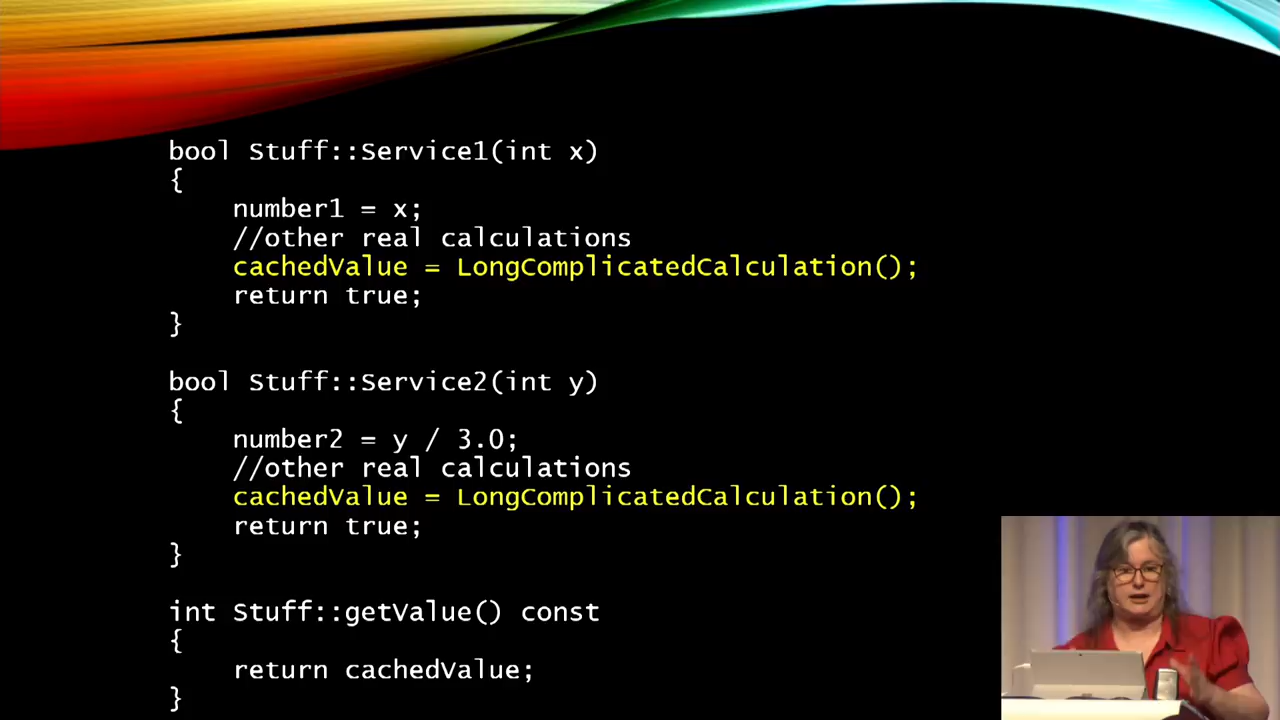 bool Stuff::Service1(int x)
{
    number1 = x;
    //other real calculations
    cachedValue = LongComplicatedCalculation();
    return true;
}
bool Stuff::Service2(int y)
{
    number2 = y / 3.0;
    //other real calculations
    cachedValue = LongComplicatedCalculation();
    return true;
}
int Stuff::getValue() const
{
    return cachedValue;
}